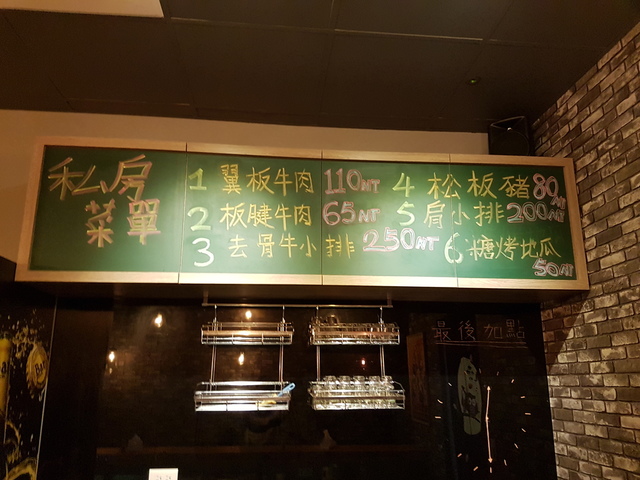 私房
菜單
1 翼板牛肉 110NT
2 板腱牛肉 65NT
3 去骨牛小排 250NT
4 松板豬 80NT
5 肩小排 200NT
6 糖烤地瓜
50NT
最後加點